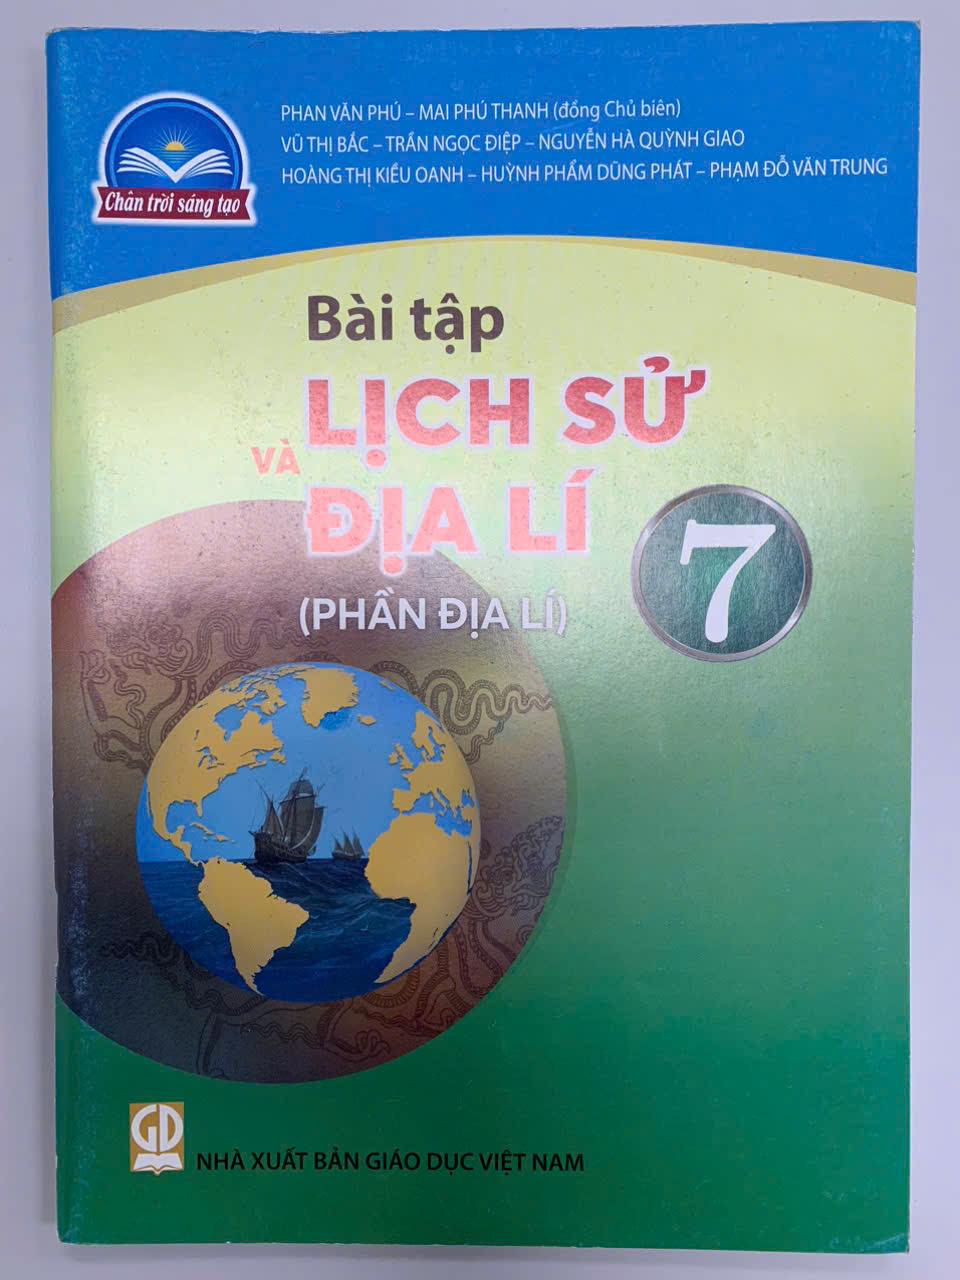 PHAN VĂN PHÚ – MAI PHÚ THANH (đồng Chủ biên)
VŨ THỊ BẮC – TRẦN NGỌC ĐIỆP – NGUYỄN HÀ QUỲNH GIAO
HOÀNG THỊ KIỀU OANH – HUỲNH PHẨM DŨNG PHÁT – PHẠM ĐỖ VĂN TRUNG
Chân trời sáng tạo
Bài tập
LỊCH SỬ
VÀ
ĐỊA LÍ
7
(PHẦN ĐỊA LÍ)
GD
NHÀ XUẤT BẢN GIÁO DỤC VIỆT NAM